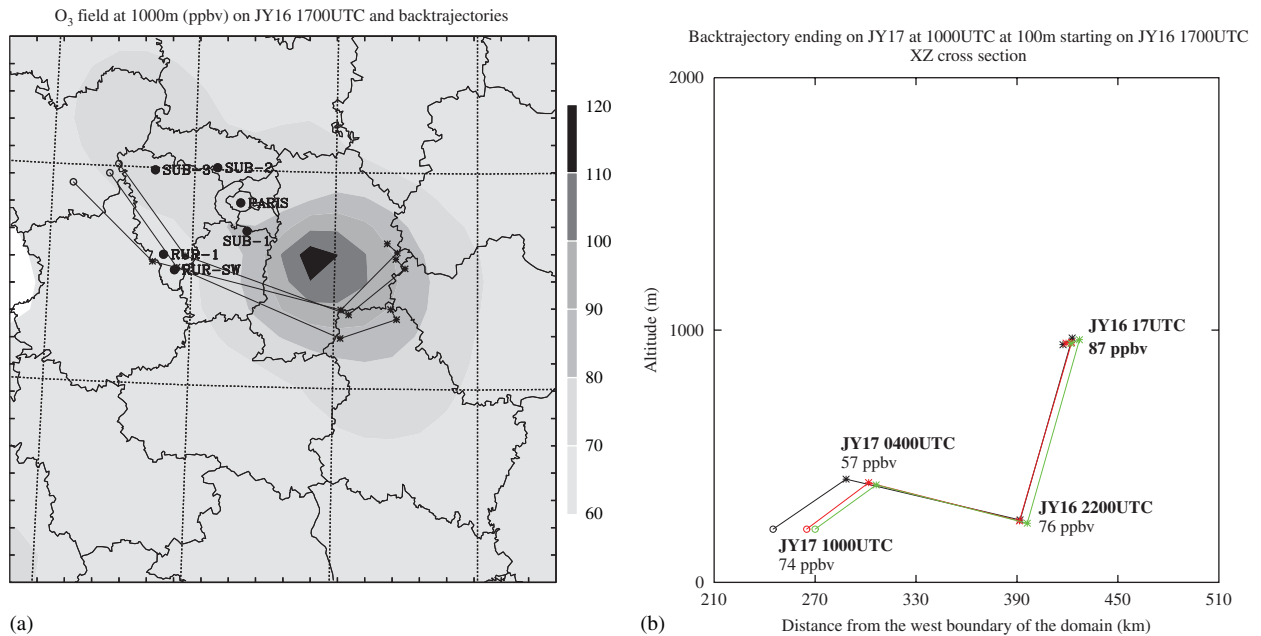 O3 field at 1000m (ppbv) on JY16 1700UTC and backtrajectories
SUB-3
SUB-2
PARIS
SUB-1
RUR-1
RUR-SW
120
110
100
90
80
70
60
(a)
Backtrajectory ending on JY17 at 1000UTC at 100m starting on JY16 1700UTC
XZ cross section
2000
1000
0
Altitude (m)
JY16 17UTC
87 ppbv
JY17 0400UTC
57 ppbv
JY16 2200UTC
76 ppbv
JY17 1000UTC
74 ppbv
210 270 330 390 450 510
(b)
Distance from the west boundary of the domain (km)